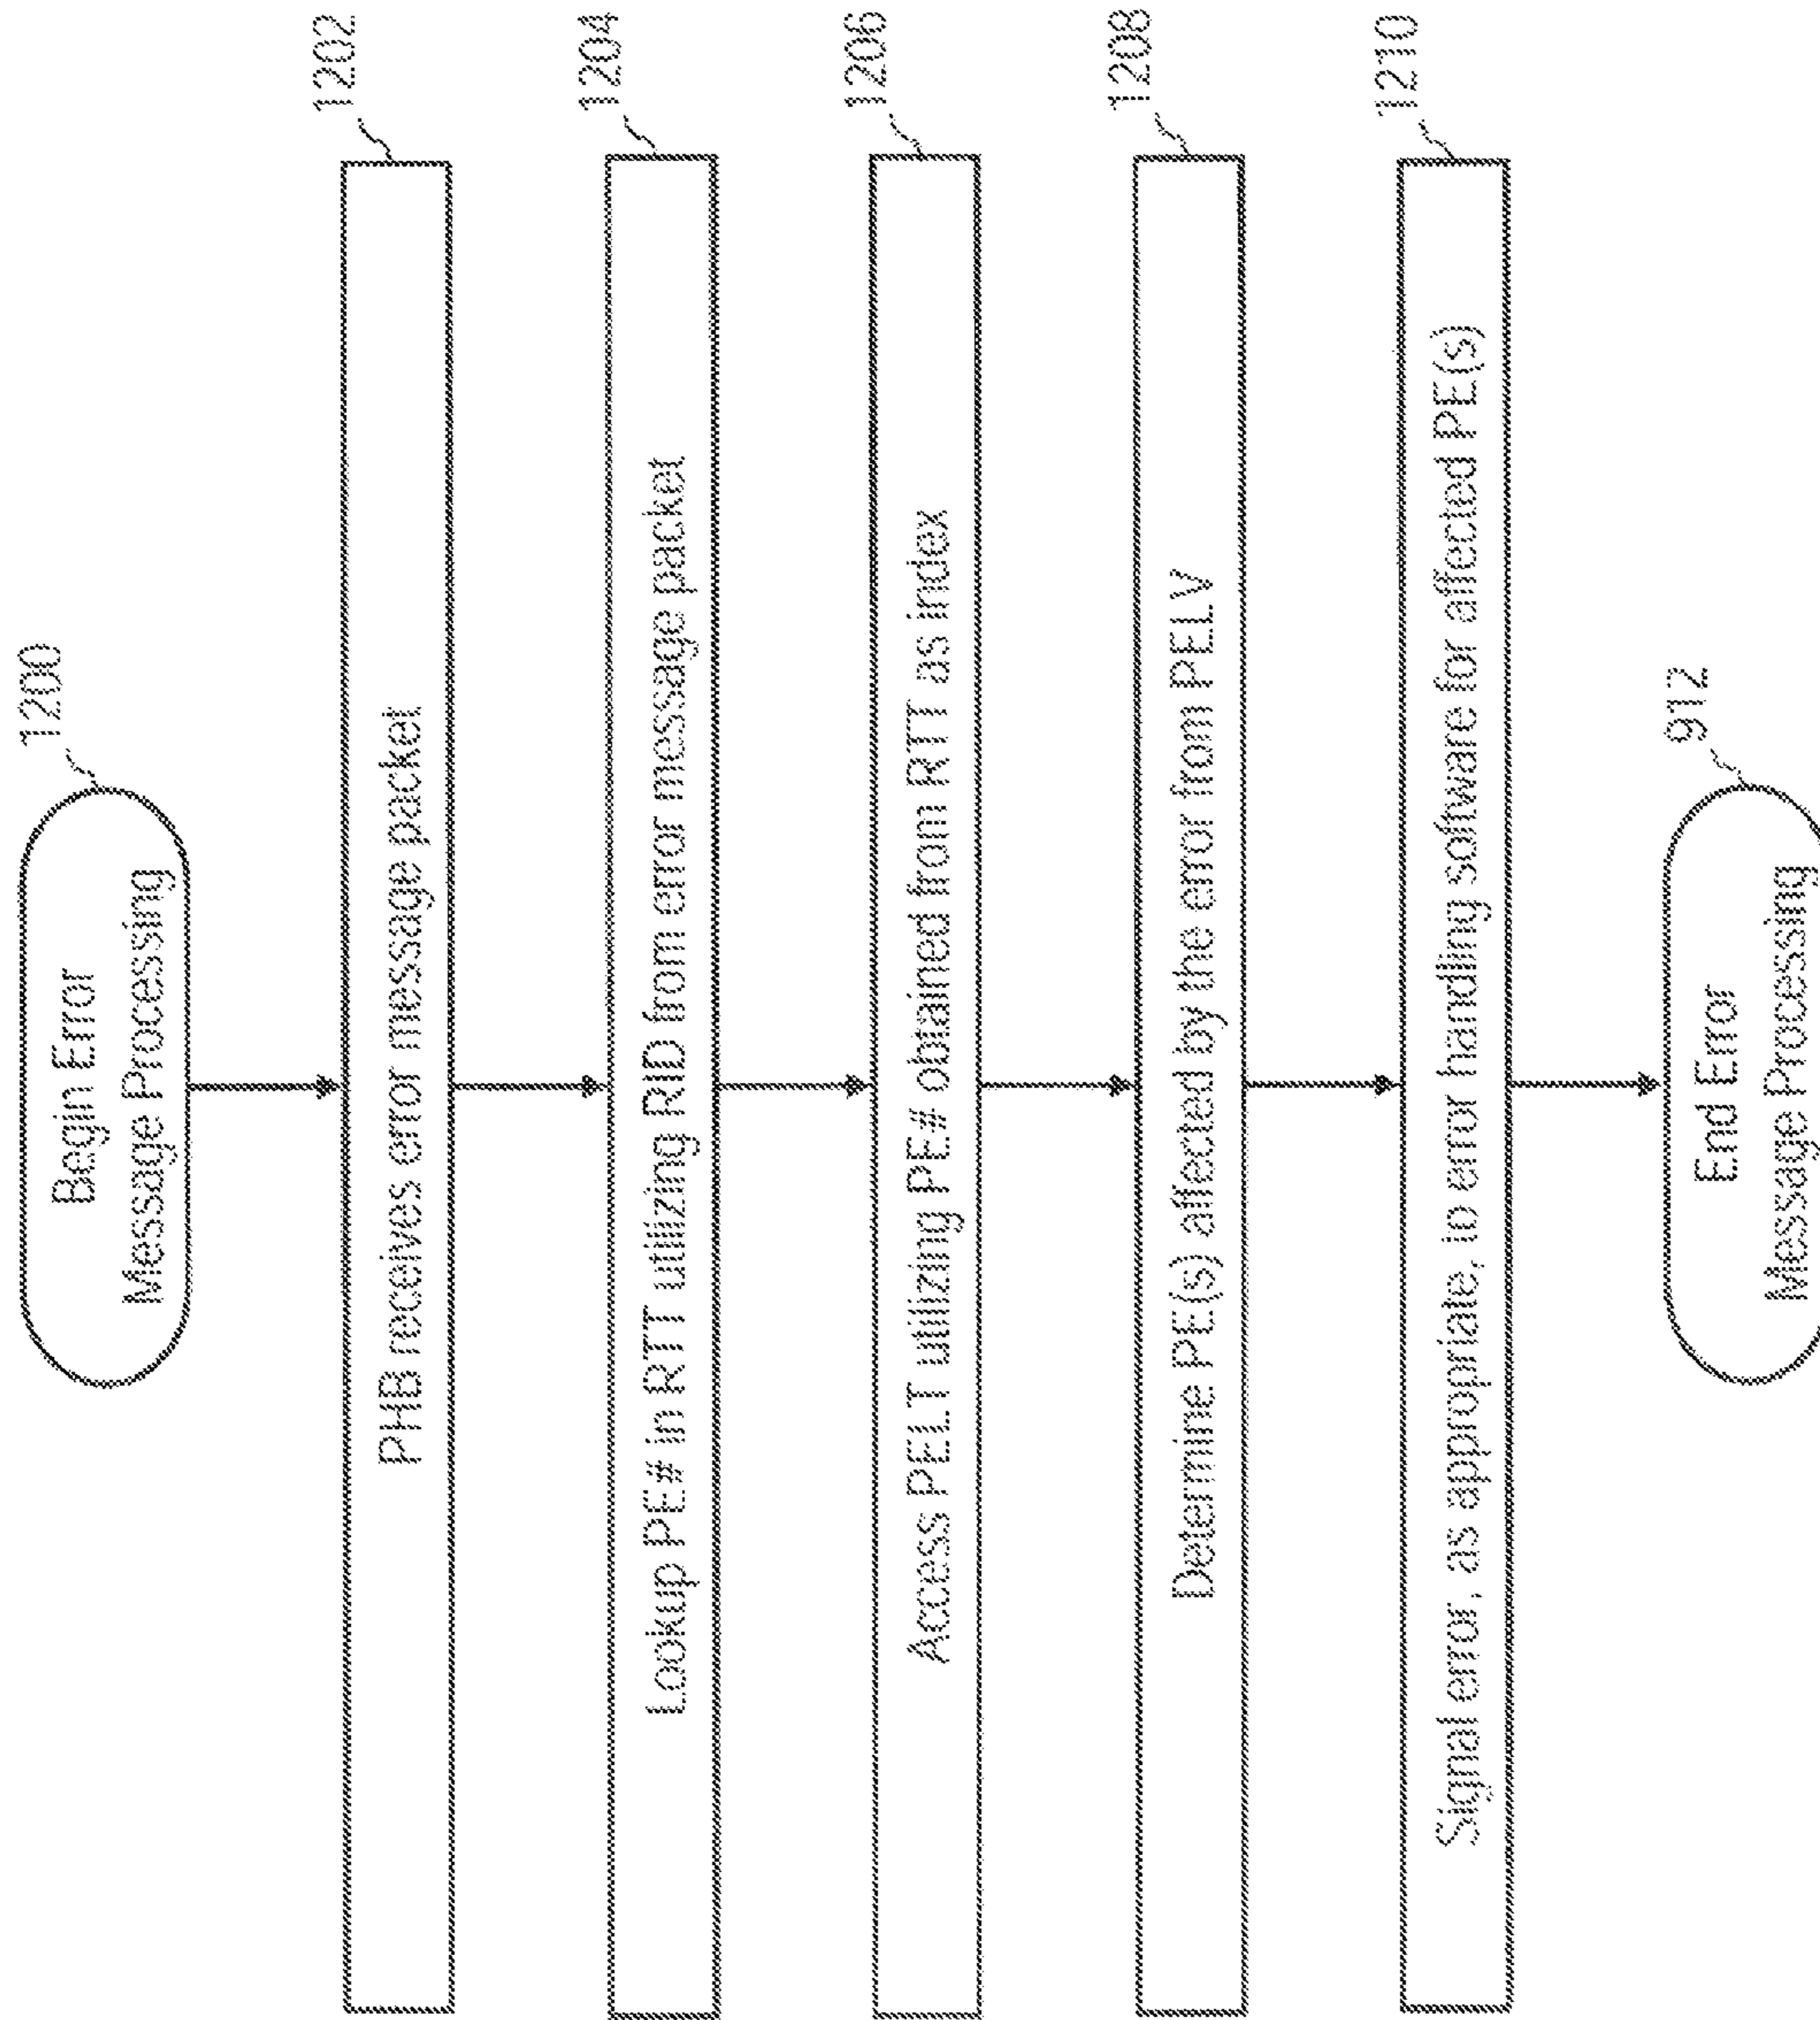 Begin Error
Message Processing
1200
PHB receives error message packet
1202
Lookup PE# in RTT utilizing RID from error message packet
1204
Access PELT utilizing PE# obtained from RTT as index
1206
Determine PE(s) affected by the error from PELV
1208
Signal error, as appropriate, to error handling software for affected PE(s)
1210
End Error
Message Processing
912